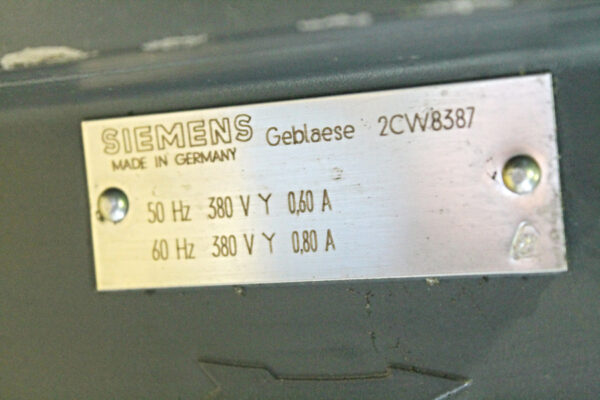 SIEMENS Geblaese 2CW8387
MADE IN GERMANY
50 Hz 380 V Y 0,60 A
60 Hz 380 V Y 0,80 A